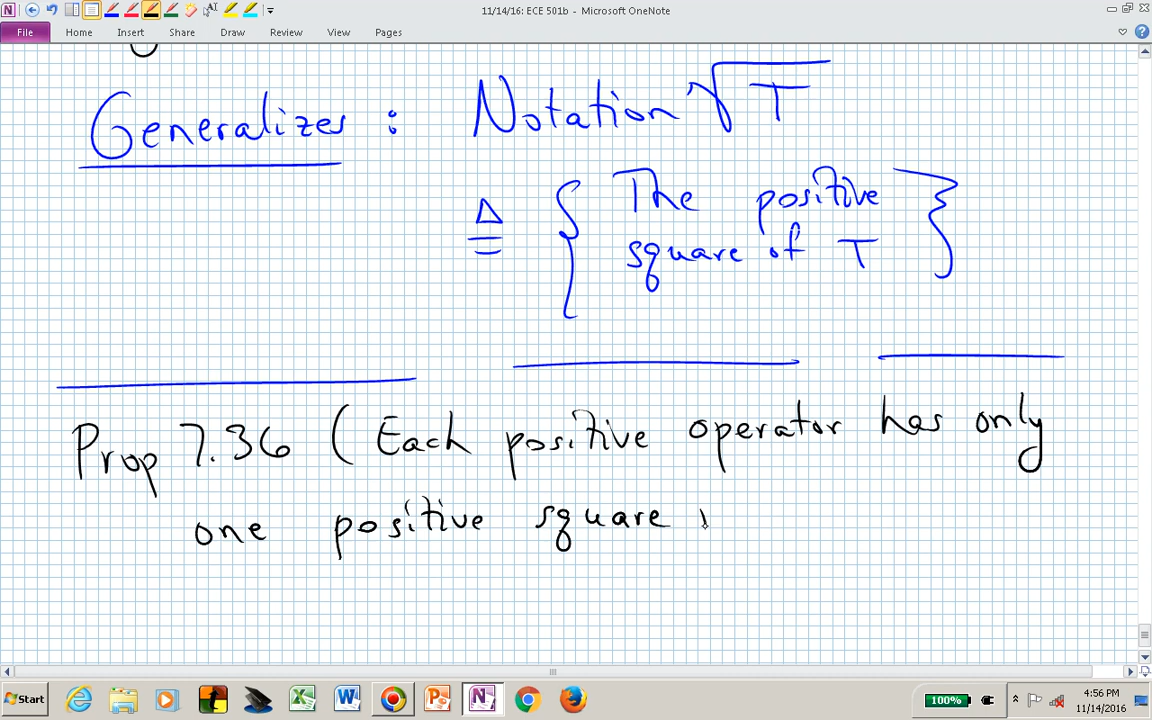 11/14/16: ECE 501b - Microsoft OneNote
File Home Insert Share Draw Review View Pages
Generalizes : Notation √T
≜ { The positive
square of T }
Prop 7.36 ( Each positive operator has only
one positive square
100%
4:56 PM
11/14/2016
Start